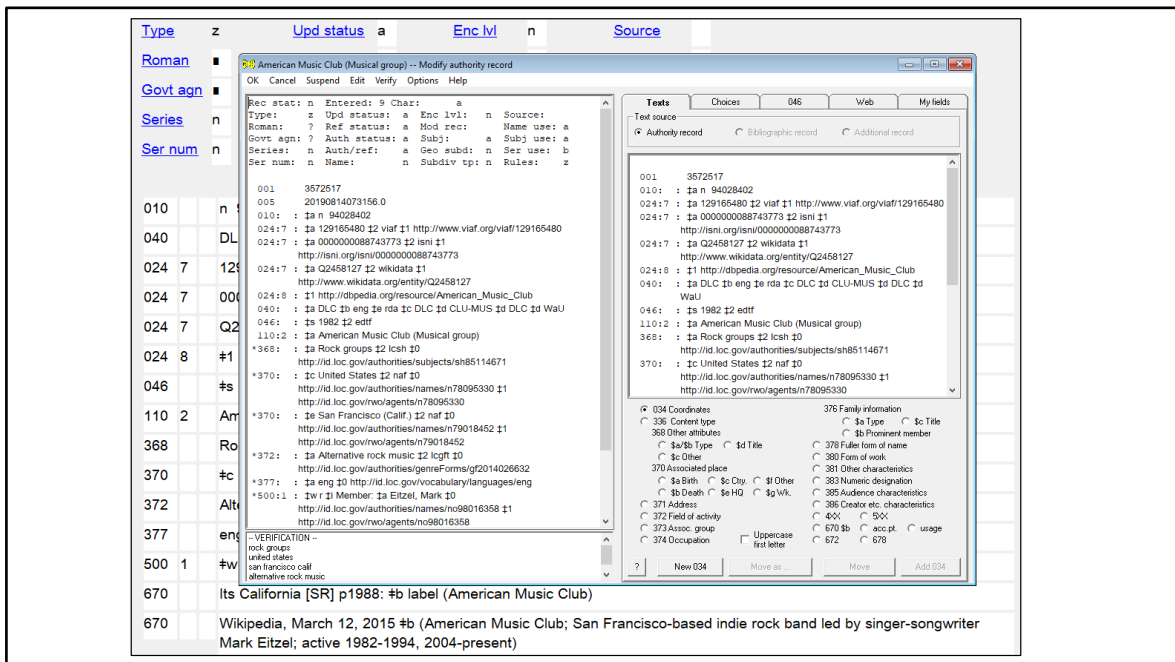 Type z Upd status a Enc lvl n Source
Roman
Govt agn
Series n
Ser num n
American Music Club (Musical group) -- Modify authority record
OK Cancel Suspend Edit Verify Options Help
Rec stat: n Entered: 9 Char: a
Type: z Upd status: a Enc lvl: n Source:
Roman: ? Ref status: a Mod rec: Name use: a
Govt agn: ? Auth status: a Subj: a Subj use: a
Series: n Auth/ref: a Geo subd: n Ser use: b
Ser num: n Name: n Subdiv tp: n Rules: z
001 3572517
005 20190814073156.0
010: : ‡a n 94028402
024:7 : ‡a 129165480 ‡2 viaf ‡1 http://www.viaf.org/viaf/129165480
024:7 : ‡a 0000000088743773 ‡2 isni ‡1
http://isni.org/isni/0000000088743773
024:7 : ‡a Q2458127 ‡2 wikidata ‡1
http://www.wikidata.org/entity/Q2458127
024:8 : ‡1 http://dbpedia.org/resource/American_Music_Club
040: : ‡a DLC ‡b eng ‡e rda ‡c DLC ‡d CLU-MUS ‡d DLC ‡d WaU
046: : ‡s 1982 ‡2 edtf
110:2 : ‡a American Music Club (Musical group)
*368: : ‡a Rock groups ‡2 lcsh ‡0
http://id.loc.gov/authorities/subjects/sh85114671
*370: : ‡c United States ‡2 naf ‡0
http://id.loc.gov/authorities/names/n78095330 ‡1
http://id.loc.gov/rwo/agents/n78095330
*370: : ‡e San Francisco (Calif.) ‡2 naf ‡0
http://id.loc.gov/authorities/names/n79018452 ‡1
http://id.loc.gov/rwo/agents/n79018452
*372: : ‡a Alternative rock music ‡2 lcgft ‡0
http://id.loc.gov/authorities/genreForms/gf2014026632
*377: : ‡a eng ‡0 http://id.loc.gov/vocabulary/languages/eng
*500:1 : ‡w r ‡i Member: ‡a Eitzel, Mark ‡0
http://id.loc.gov/authorities/names/no98016358 ‡1
http://id.loc.gov/rwo/agents/no98016358
-- VERIFICATION --
rock groups
united states
san francisco calif
alternative rock music
Texts Choices 046 Web My fields
Text source
Authority record Bibliographic record Additional record
001 3572517
010: : ‡a n 94028402
024:7 : ‡a 129165480 ‡2 viaf ‡1 http://www.viaf.org/viaf/129165480
024:7 : ‡a 0000000088743773 ‡2 isni ‡1
http://isni.org/isni/0000000088743773
024:7 : ‡a Q2458127 ‡2 wikidata ‡1
http://www.wikidata.org/entity/Q2458127
024:8 : ‡1 http://dbpedia.org/resource/American_Music_Club
040: : ‡a DLC ‡b eng ‡e rda ‡c DLC ‡d CLU-MUS ‡d DLC ‡d
WaU
046: : ‡s 1982 ‡2 edtf
110:2 : ‡a American Music Club (Musical group)
368: : ‡a Rock groups ‡2 lcsh ‡0
http://id.loc.gov/authorities/subjects/sh85114671
370: : ‡c United States ‡2 naf ‡0
http://id.loc.gov/authorities/names/n78095330 ‡1
http://id.loc.gov/rwo/agents/n78095330
034 Coordinates
336 Content type
368 Other attributes
$a/$b Type $d Title
$c Other
370 Associated place
$a Birth $c Ctry. $f Other
$b Death $e HQ $g Wk.
371 Address
372 Field of activity
373 Assoc. group
374 Occupation
Uppercase
first letter
376 Family information
$a Type $c Title
$b Prominent
member
378 Fuller form of name
380 Form of work
381 Other characteristics
383 Numeric designation
385 Audience characteristics
386 Creator etc. characteristics
4XX 5XX
670 $b acc.pt. usage
672 678
? New 034 Move as ... Move Add 034
010 n 9
040 DL
024 7 129
024 7 000
024 7 Q2
024 8 ‡1
046 ‡s
110 2 Am
368 Ro
370 ‡c
372 Alte
377 eng
500 1 ‡w
670 Its California [SR] p1988: ‡b label (American Music Club)
670 Wikipedia, March 12, 2015 ‡b (American Music Club; San Francisco-based indie rock band led by singer-songwriter
Mark Eitzel; active 1982-1994, 2004-present)